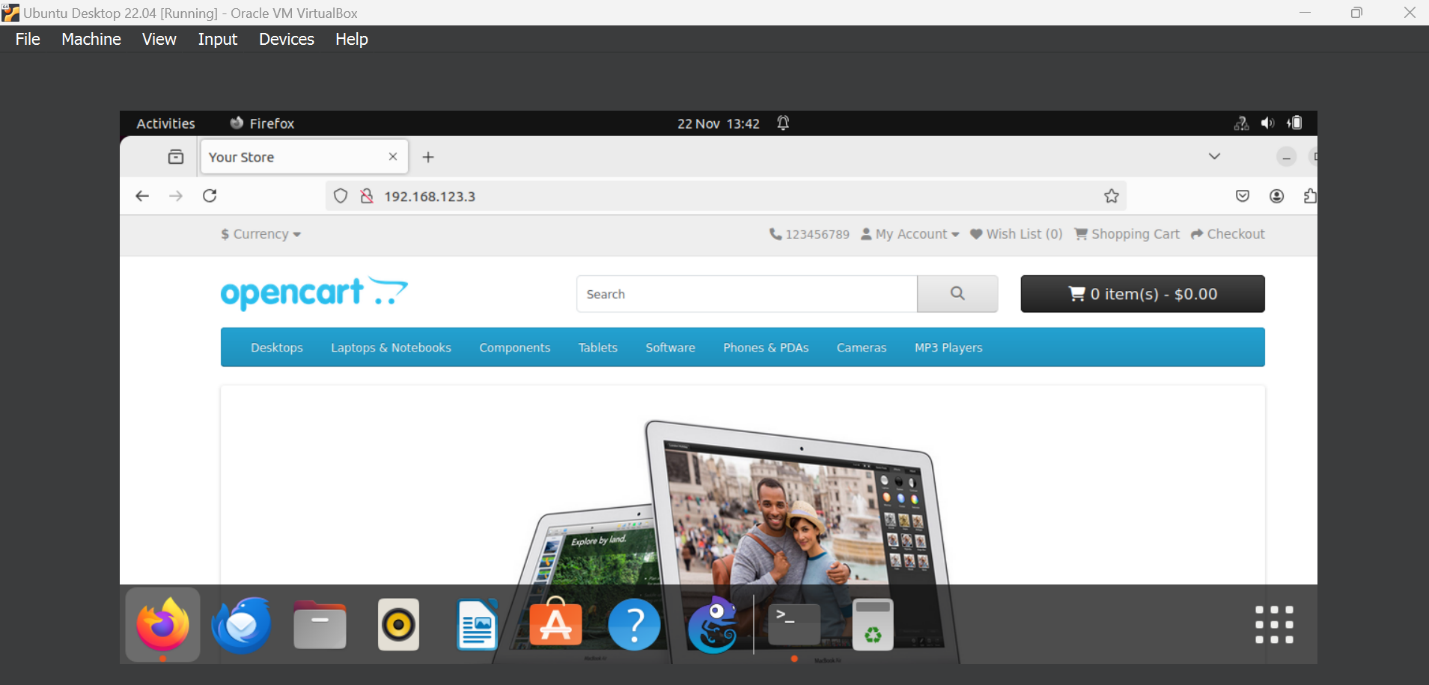 Ubuntu Desktop 22.04 [Running] - Oracle VM VirtualBox
File Machine View Input Devices Help
Activities Firefox 22 Nov 13:42
Your Store
192.168.123.3
$ Currency 123456789 My Account Wish List (0) Shopping Cart Checkout
opencart Search 0 item(s) - $0.00
Desktops Laptops & Notebooks Components Tablets Software Phones & PDAs Cameras MP3 Players
Explore by land.
>_
MacBook Air